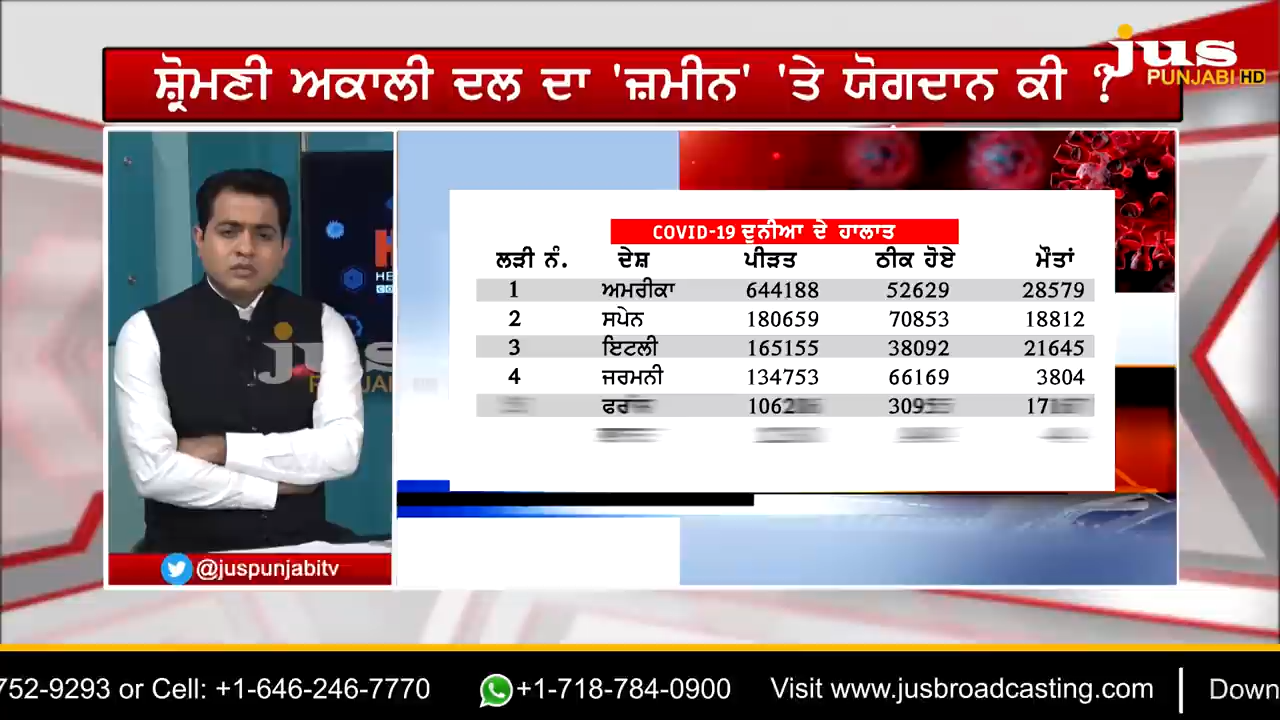 ਸ਼੍ਰੋਮਣੀ ਅਕਾਲੀ ਦਲ ਦਾ 'ਜ਼ਮੀਨ' 'ਤੇ ਯੋਗਦਾਨ ਕੀ ?
jus
PUNJABI HD
COVID-19 ਦੁਨੀਆ ਦੇ ਹਾਲਾਤ
ਲੜੀ ਨੰ. ਦੇਸ਼ ਪੀੜਤ ਠੀਕ ਹੋਏ ਮੌਤਾਂ
1 ਅਮਰੀਕਾ 644188 52629 28579
2 ਸਪੇਨ 180659 70853 18812
3 ਇਟਲੀ 165155 38092 21645
4 ਜਰਮਨੀ 134753 66169 3804
jus
@juspunjabitv
752-9293 or Cell: +1-646-246-7770 +1-718-784-0900 Visit www.jusbroadcasting.com Down